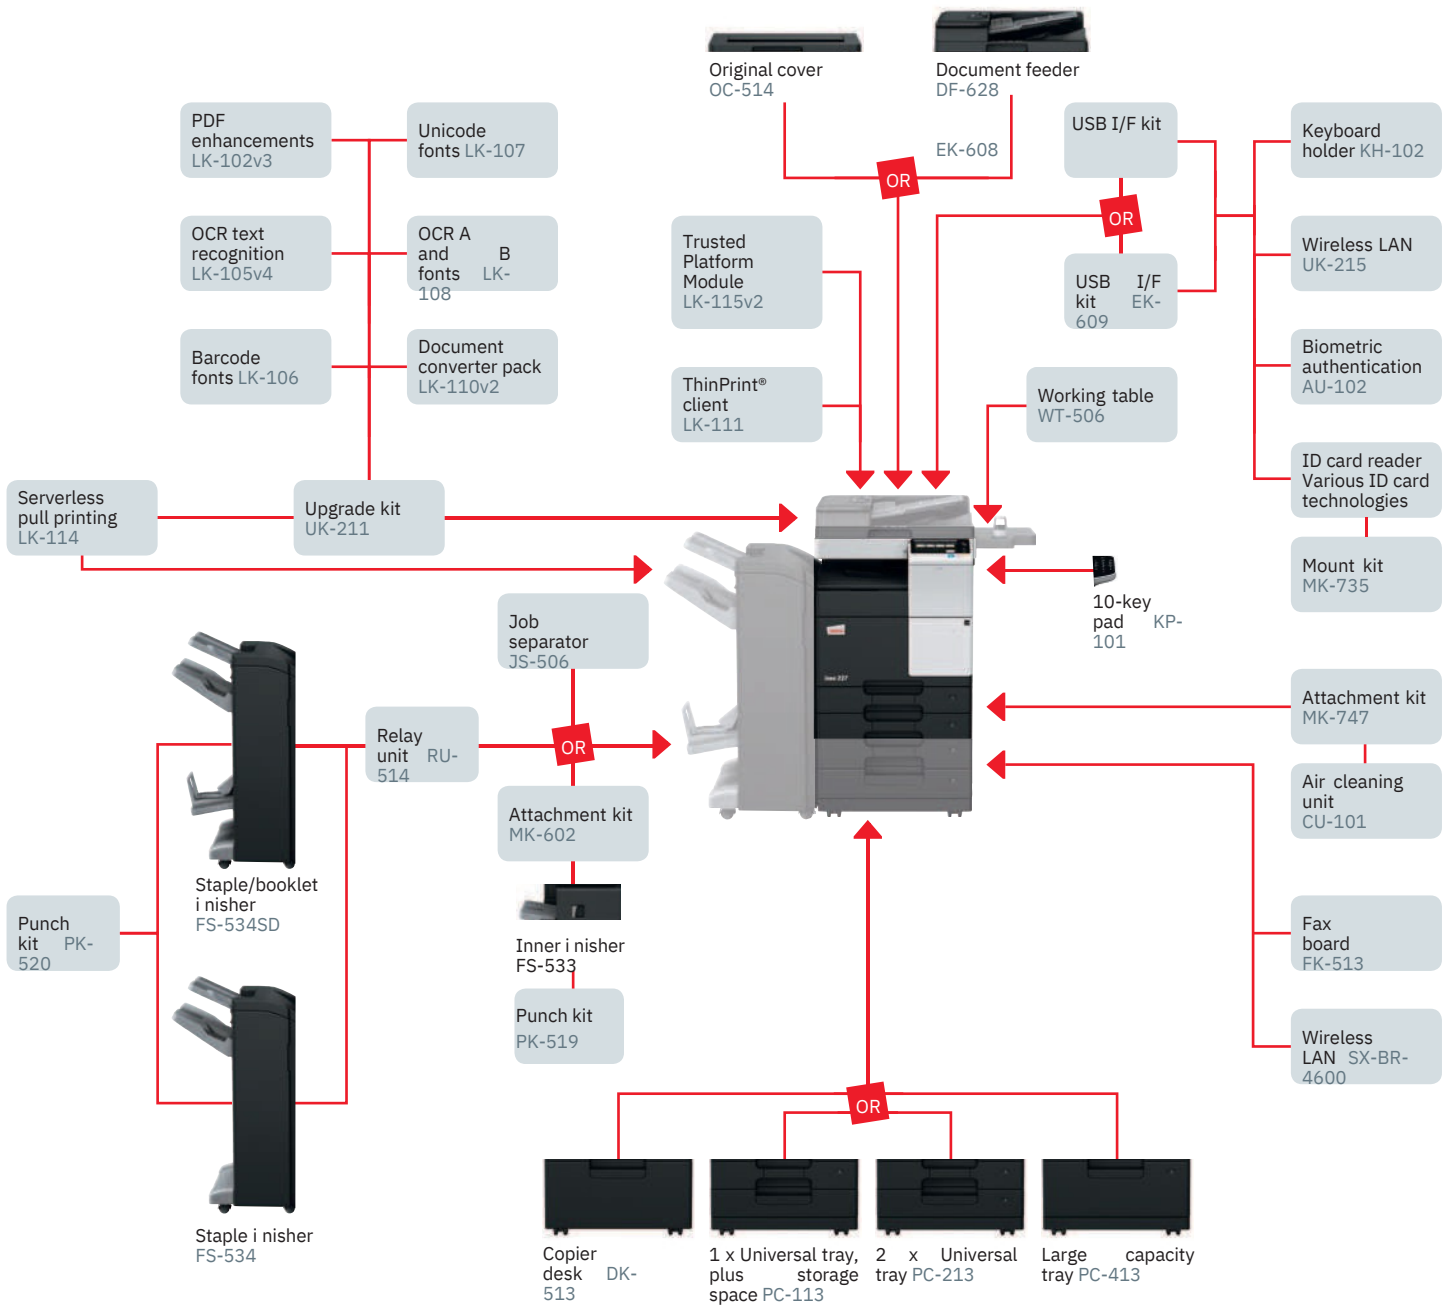 Original cover
OC-514
Document feeder
DF-628
EK-608
OR
PDF
enhancements
LK-102v3
Unicode
fonts LK-107
OCR text
recognition
LK-105v4
OCR A
and B
fonts LK-
108
Barcode
fonts LK-106
Document
converter pack
LK-110v2
USB I/F kit
OR
USB I/F
kit EK-
609
Keyboard
holder KH-102
Wireless LAN
UK-215
Biometric
authentication
AU-102
ID card reader
Various ID card
technologies
Mount kit
MK-735
Trusted
Platform
Module
LK-115v2
ThinPrint®
client
LK-111
Working table
WT-506
Serverless
pull printing
LK-114
Upgrade kit
UK-211
10-key
pad KP-
101
Job
separator
JS-506
OR
Relay
unit RU-
514
Attachment kit
MK-602
Inner i nisher
FS-533
Punch kit
PK-519
Attachment kit
MK-747
Air cleaning
unit
CU-101
Fax
board
FK-513
Wireless
LAN SX-BR-
4600
Staple/booklet
i nisher
FS-534SD
Punch
kit PK-
520
Staple i nisher
FS-534
OR
Copier
desk DK-
513
1 x Universal tray,
plus storage
space PC-113
2 x Universal
tray PC-213
Large capacity
tray PC-413